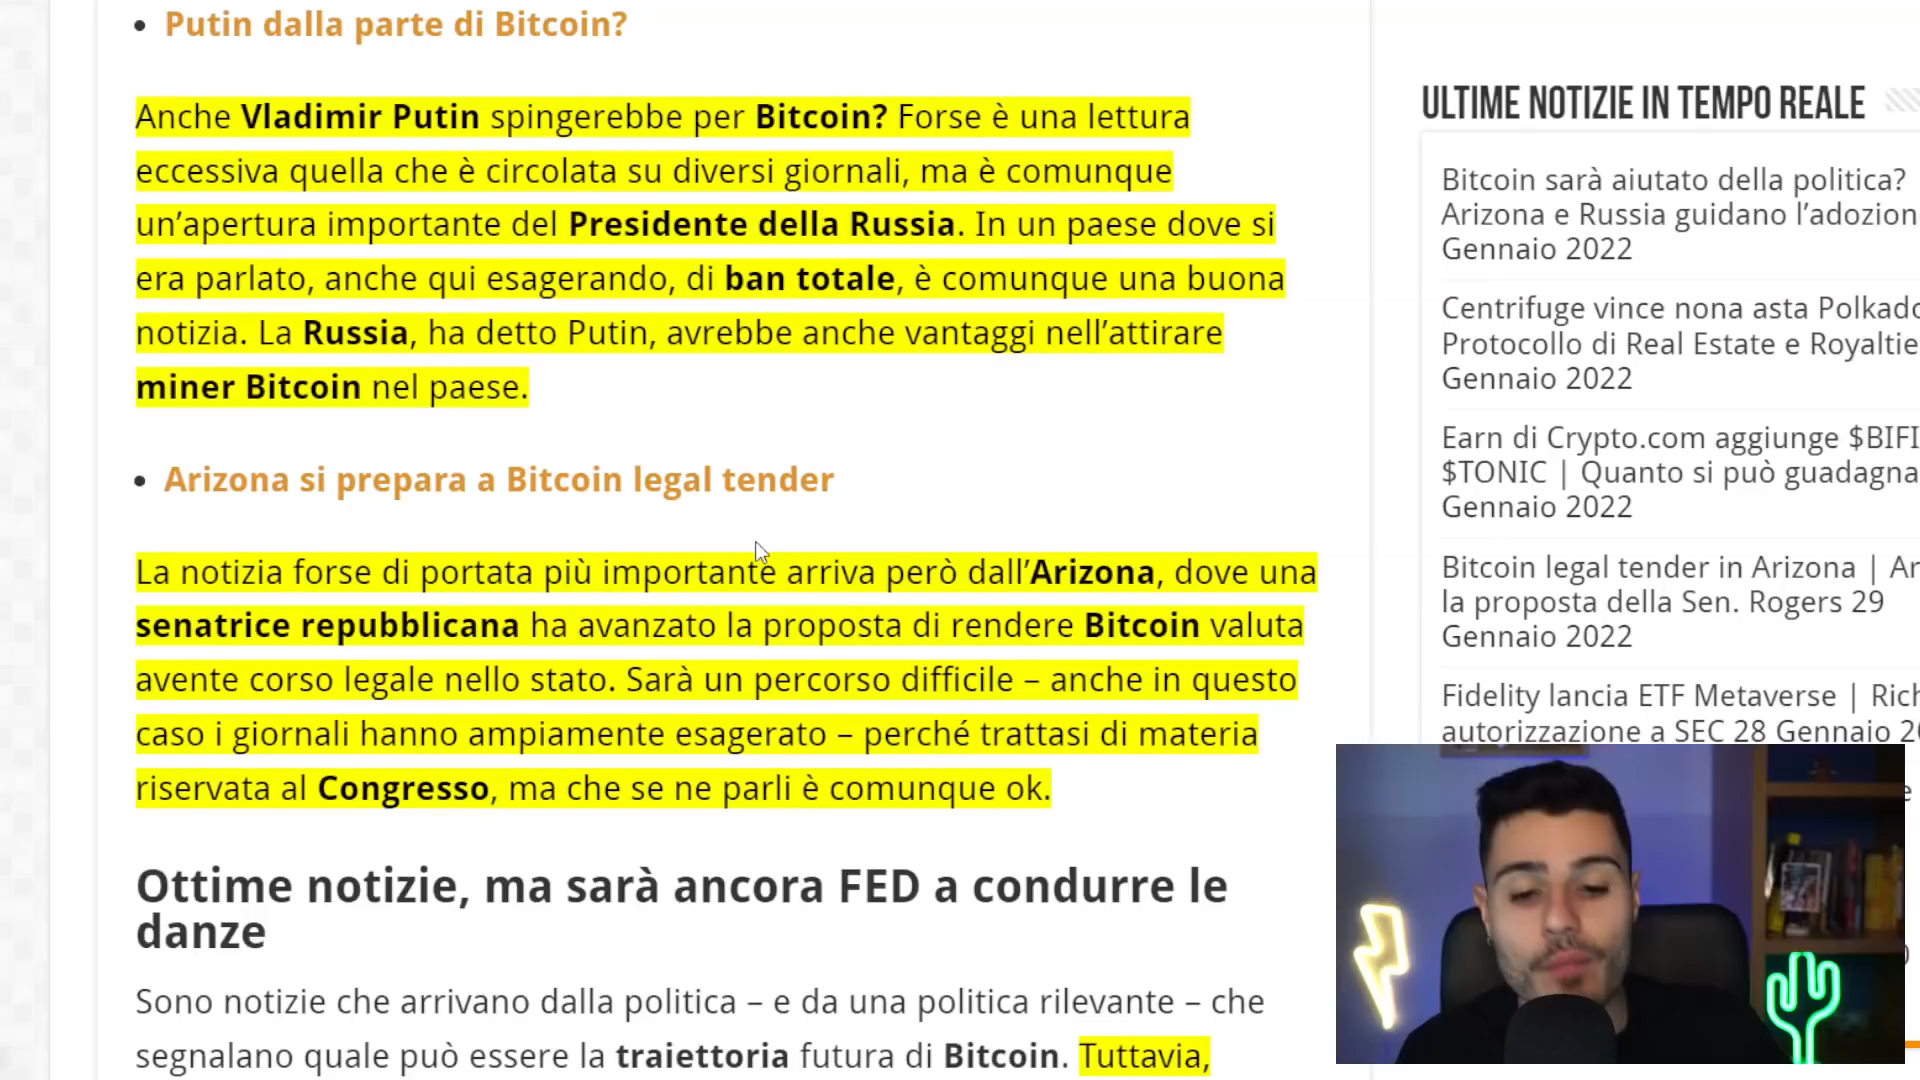 Putin dalla parte di Bitcoin?
Anche Vladimir Putin spingerebbe per Bitcoin? Forse è una lettura
eccessiva quella che è circolata su diversi giornali, ma è comunque
un’apertura importante del Presidente della Russia. In un paese dove si
era parlato, anche qui esagerando, di ban totale, è comunque una buona
notizia. La Russia, ha detto Putin, avrebbe anche vantaggi nell’attirare
miner Bitcoin nel paese.
Arizona si prepara a Bitcoin legal tender
La notizia forse di portata più importante arriva però dall’Arizona, dove una
senatrice repubblicana ha avanzato la proposta di rendere Bitcoin valuta
avente corso legale nello stato. Sarà un percorso difficile – anche in questo
caso i giornali hanno ampiamente esagerato – perché trattasi di materia
riservata al Congresso, ma che se ne parli è comunque ok.
Ottime notizie, ma sarà ancora FED a condurre le
danze
Sono notizie che arrivano dalla politica – e da una politica rilevante – che
segnalano quale può essere la traiettoria futura di Bitcoin. Tuttavia,
ULTIME NOTIZIE IN TEMPO REALE
Bitcoin sarà aiutato della politica?
Arizona e Russia guidano l’adozion
Gennaio 2022
Centrifuge vince nona asta Polkado
Protocollo di Real Estate e Royaltie
Gennaio 2022
Earn di Crypto.com aggiunge $BIFI
$TONIC | Quanto si può guadagna
Gennaio 2022
Bitcoin legal tender in Arizona | Ar
la proposta della Sen. Rogers 29
Gennaio 2022
Fidelity lancia ETF Metaverse | Rich
autorizzazione a SEC 28 Gennaio 20